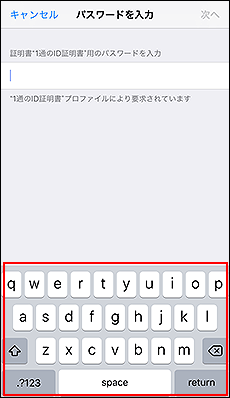 キャンセル パスワードを入力 次へ
証明書"1通のID証明書"用のパスワードを入力
"1通のID証明書"プロファイルにより要求されています
q w e r t y u i o p
a s d f g h j k l
z x c v b n m
.?123 space return